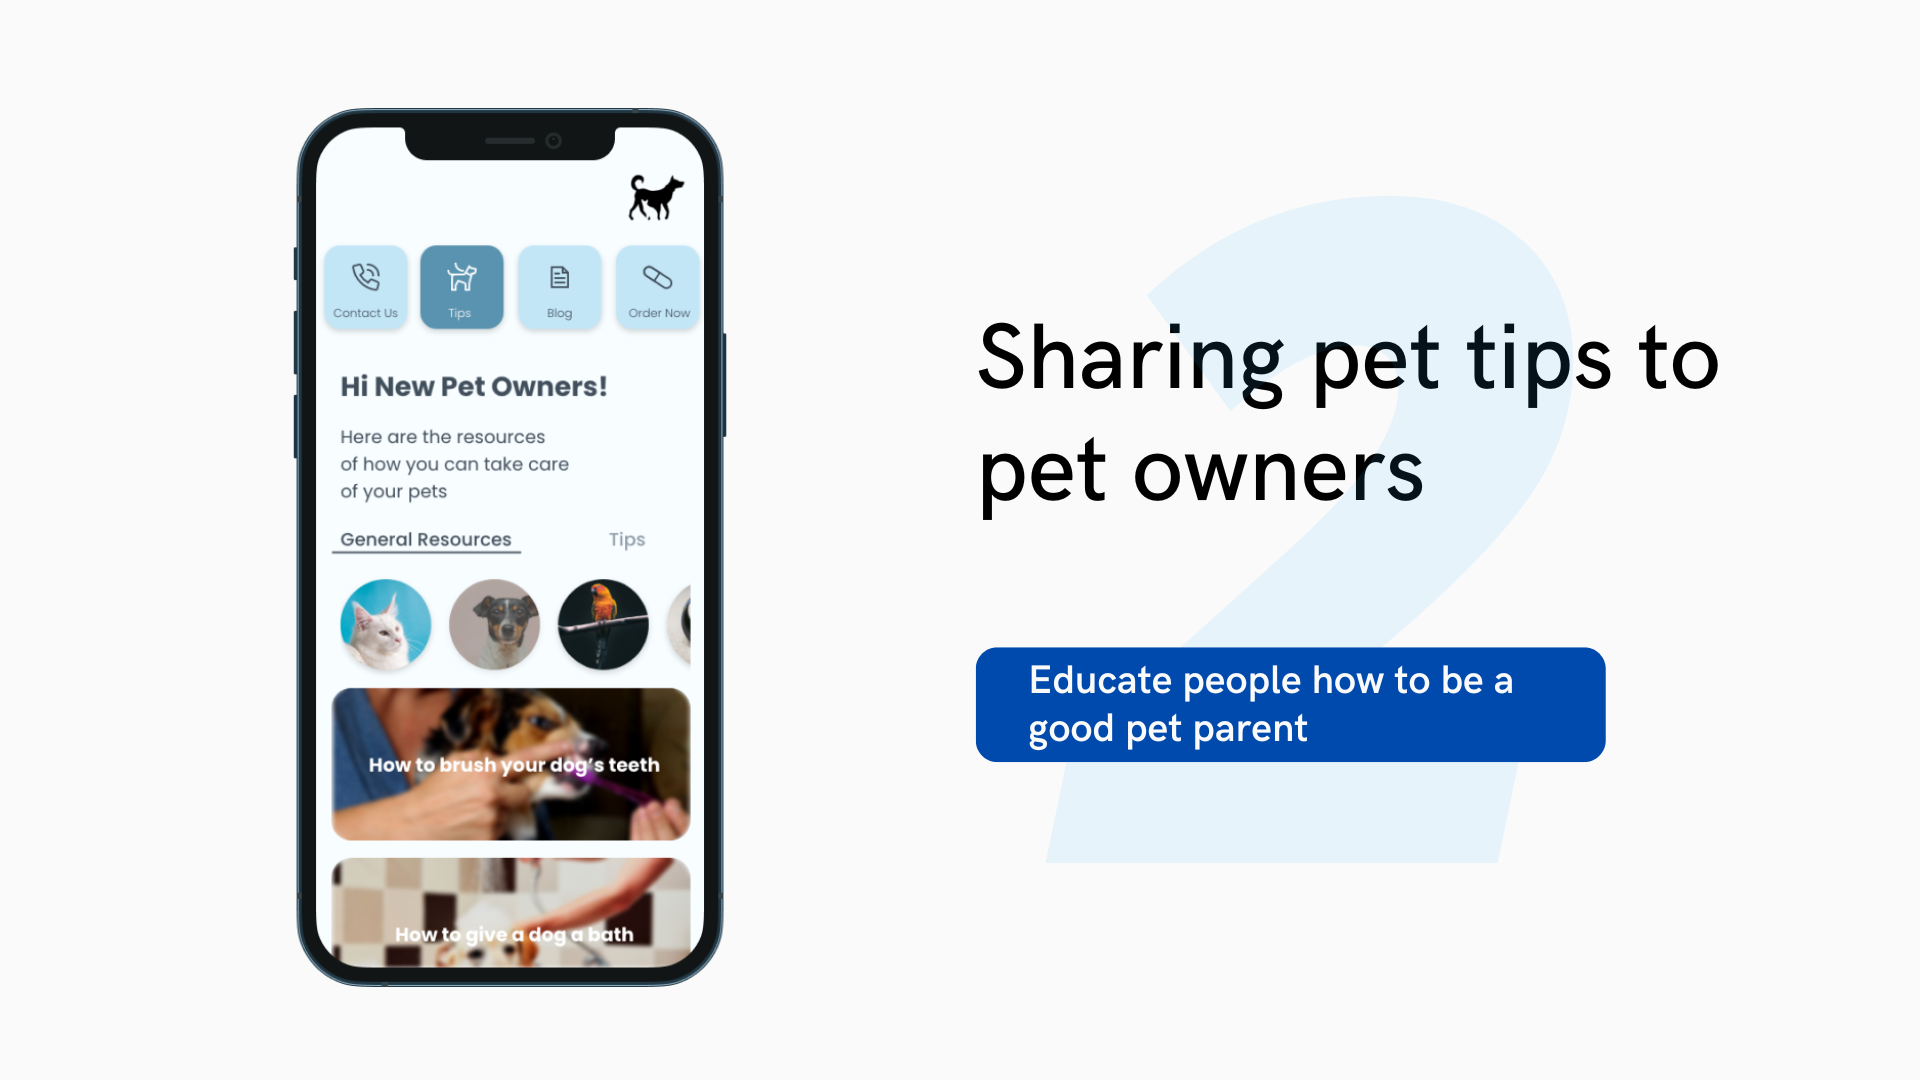 Contact Us
Tips
Blog
Order Now
Hi New Pet Owners!
Here are the resources
of how you can take care
of your pets
General Resources
Tips
How to brush your dog's teeth
How to give a dog a bath
2
Sharing pet tips to
pet owners
Educate people how to be a
good pet parent